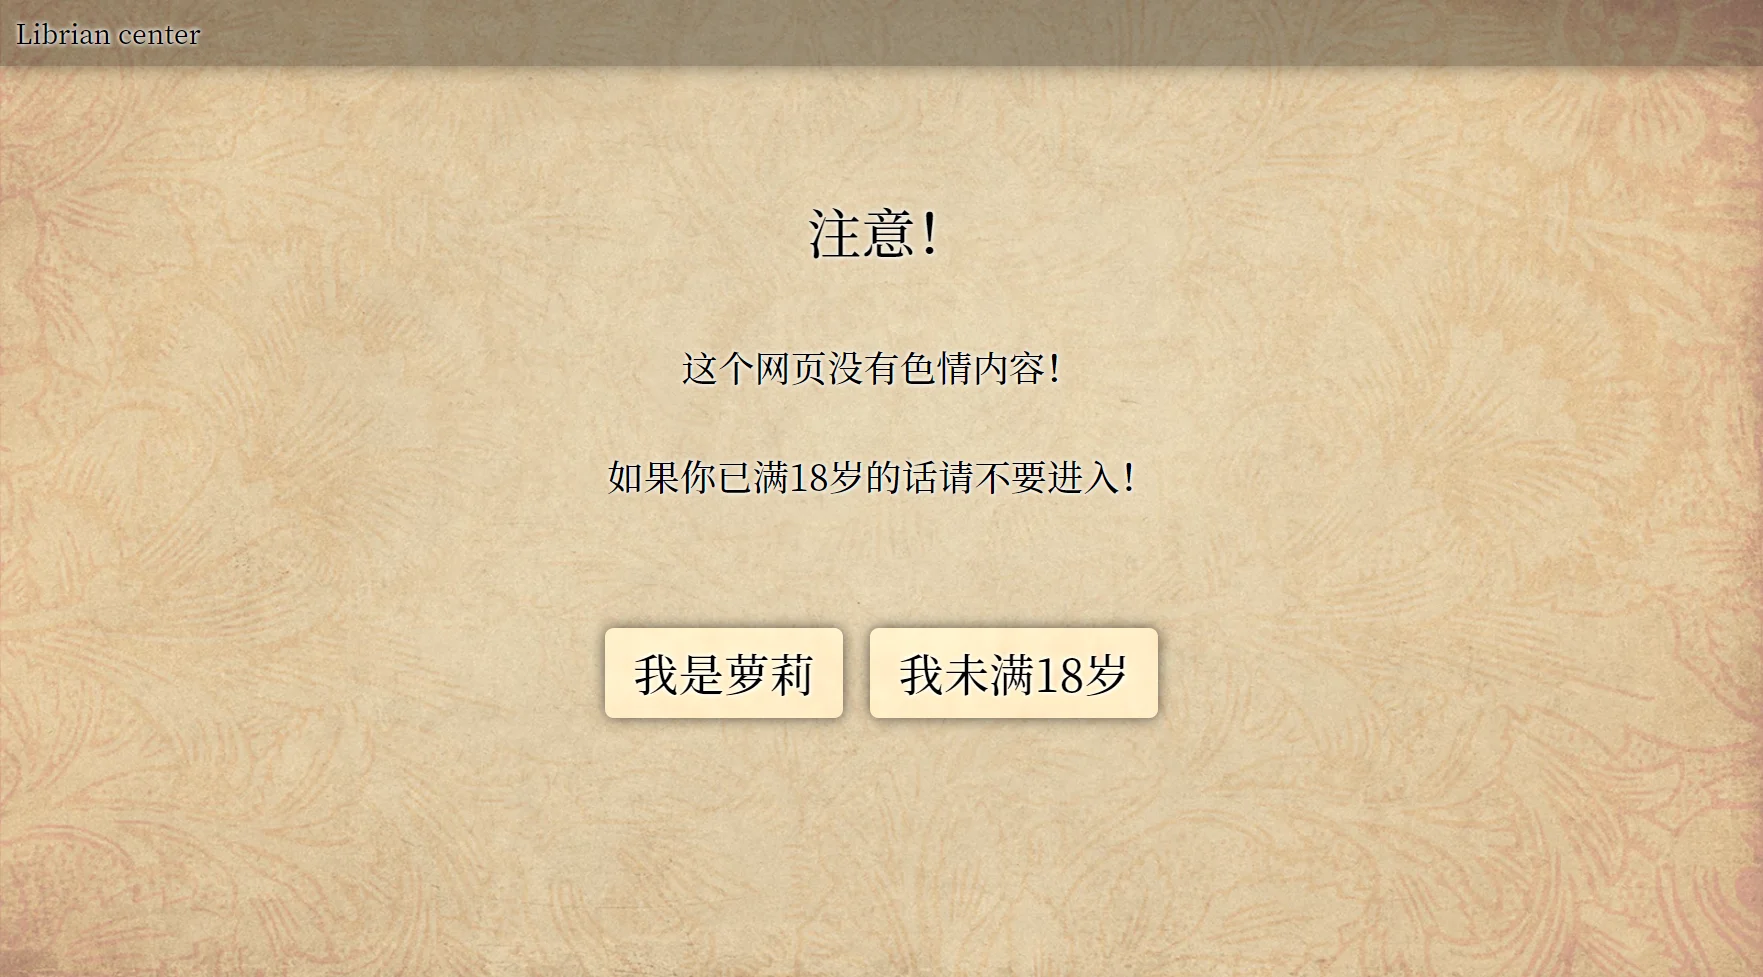 Librian center
注意！
这个网页没有色情内容！
如果你已满18岁的话请不要进入！
我是萝莉
我未满18岁